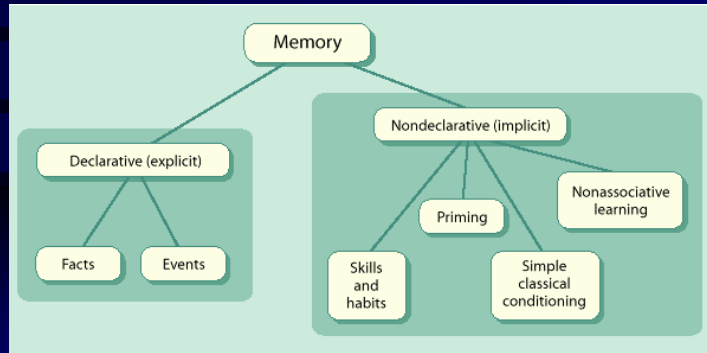 Memory
Declarative (explicit)
Facts
Events
Nondeclarative (implicit)
Skills
and
habits
Priming
Simple
classical
conditioning
Nonassociative
learning